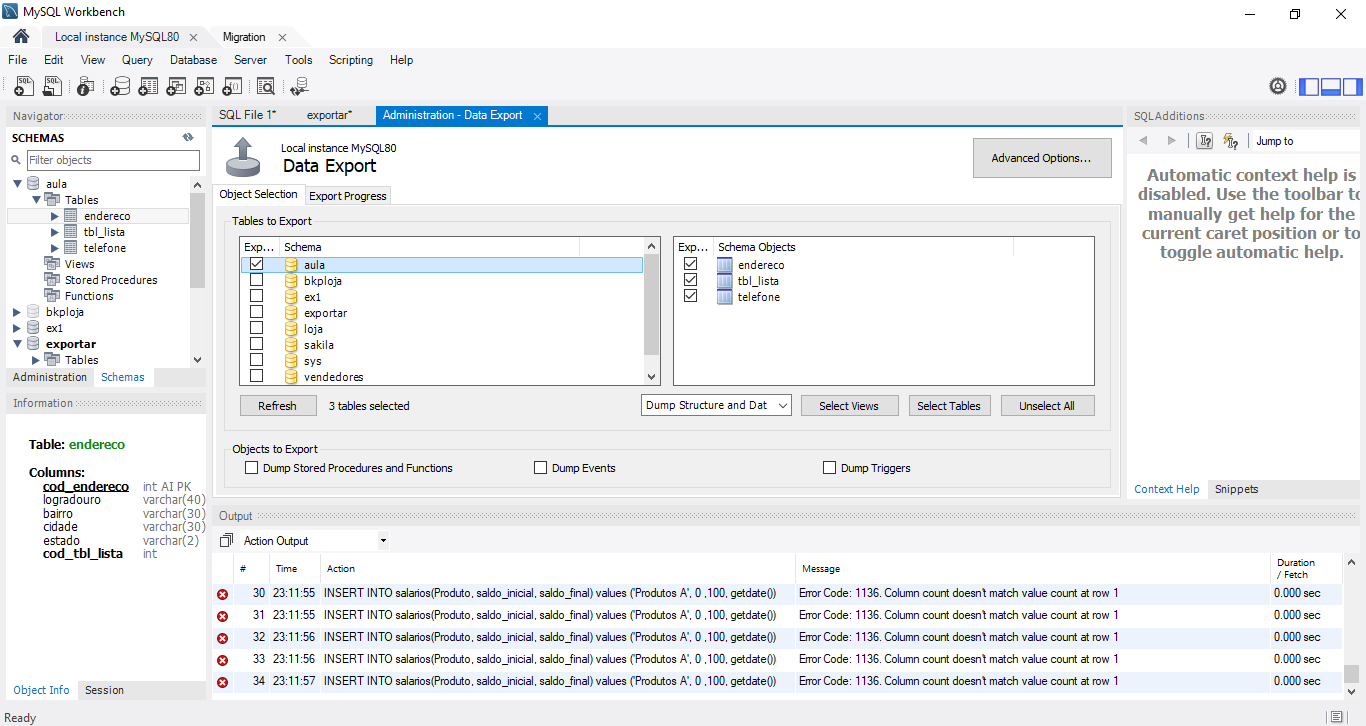 MySQL Workbench
Local instance MySQL80
Migration
File Edit View Query Database Server Tools Scripting Help
Navigator
SCHEMAS
Filter objects
aula
Tables
endereco
tbl_lista
telefone
Views
Stored Procedures
Functions
bkploja
ex1
exportar
Tables
Administration Schemas
Information
Table: endereco
Columns:
cod_endereco int AI PK
logradouro varchar(40)
bairro varchar(30)
cidade varchar(30)
estado varchar(2)
cod_tbl_lista int
Object Info Session
SQL File 1* exportar* Administration - Data Export
Local instance MySQL80
Data Export
Advanced Options...
Object Selection Export Progress
Tables to Export
Exp... Schema
aula
bkploja
ex1
exportar
loja
sakila
sys
vendedores
Exp... Schema Objects
endereco
tbl_lista
telefone
Refresh 3 tables selected Dump Structure and Dat Select Views Select Tables Unselect All
Objects to Export
Dump Stored Procedures and Functions Dump Events Dump Triggers
SQLAdditions
Jump to
Automatic context help is
disabled. Use the toolbar to
manually get help for the
current caret position or to
toggle automatic help.
Context Help Snippets
Output
Action Output
# Time Action Message Duration / Fetch
30 23:11:55 INSERT INTO salarios(Produto, saldo_inicial, saldo_final) values ('Produtos A', 0 ,100, getdate()) Error Code: 1136. Column count doesn't match value count at row 1 0.000 sec
31 23:11:55 INSERT INTO salarios(Produto, saldo_inicial, saldo_final) values ('Produtos A', 0 ,100, getdate()) Error Code: 1136. Column count doesn't match value count at row 1 0.000 sec
32 23:11:56 INSERT INTO salarios(Produto, saldo_inicial, saldo_final) values ('Produtos A', 0 ,100, getdate()) Error Code: 1136. Column count doesn't match value count at row 1 0.000 sec
33 23:11:56 INSERT INTO salarios(Produto, saldo_inicial, saldo_final) values ('Produtos A', 0 ,100, getdate()) Error Code: 1136. Column count doesn't match value count at row 1 0.000 sec
34 23:11:57 INSERT INTO salarios(Produto, saldo_inicial, saldo_final) values ('Produtos A', 0 ,100, getdate()) Error Code: 1136. Column count doesn't match value count at row 1 0.000 sec
Ready